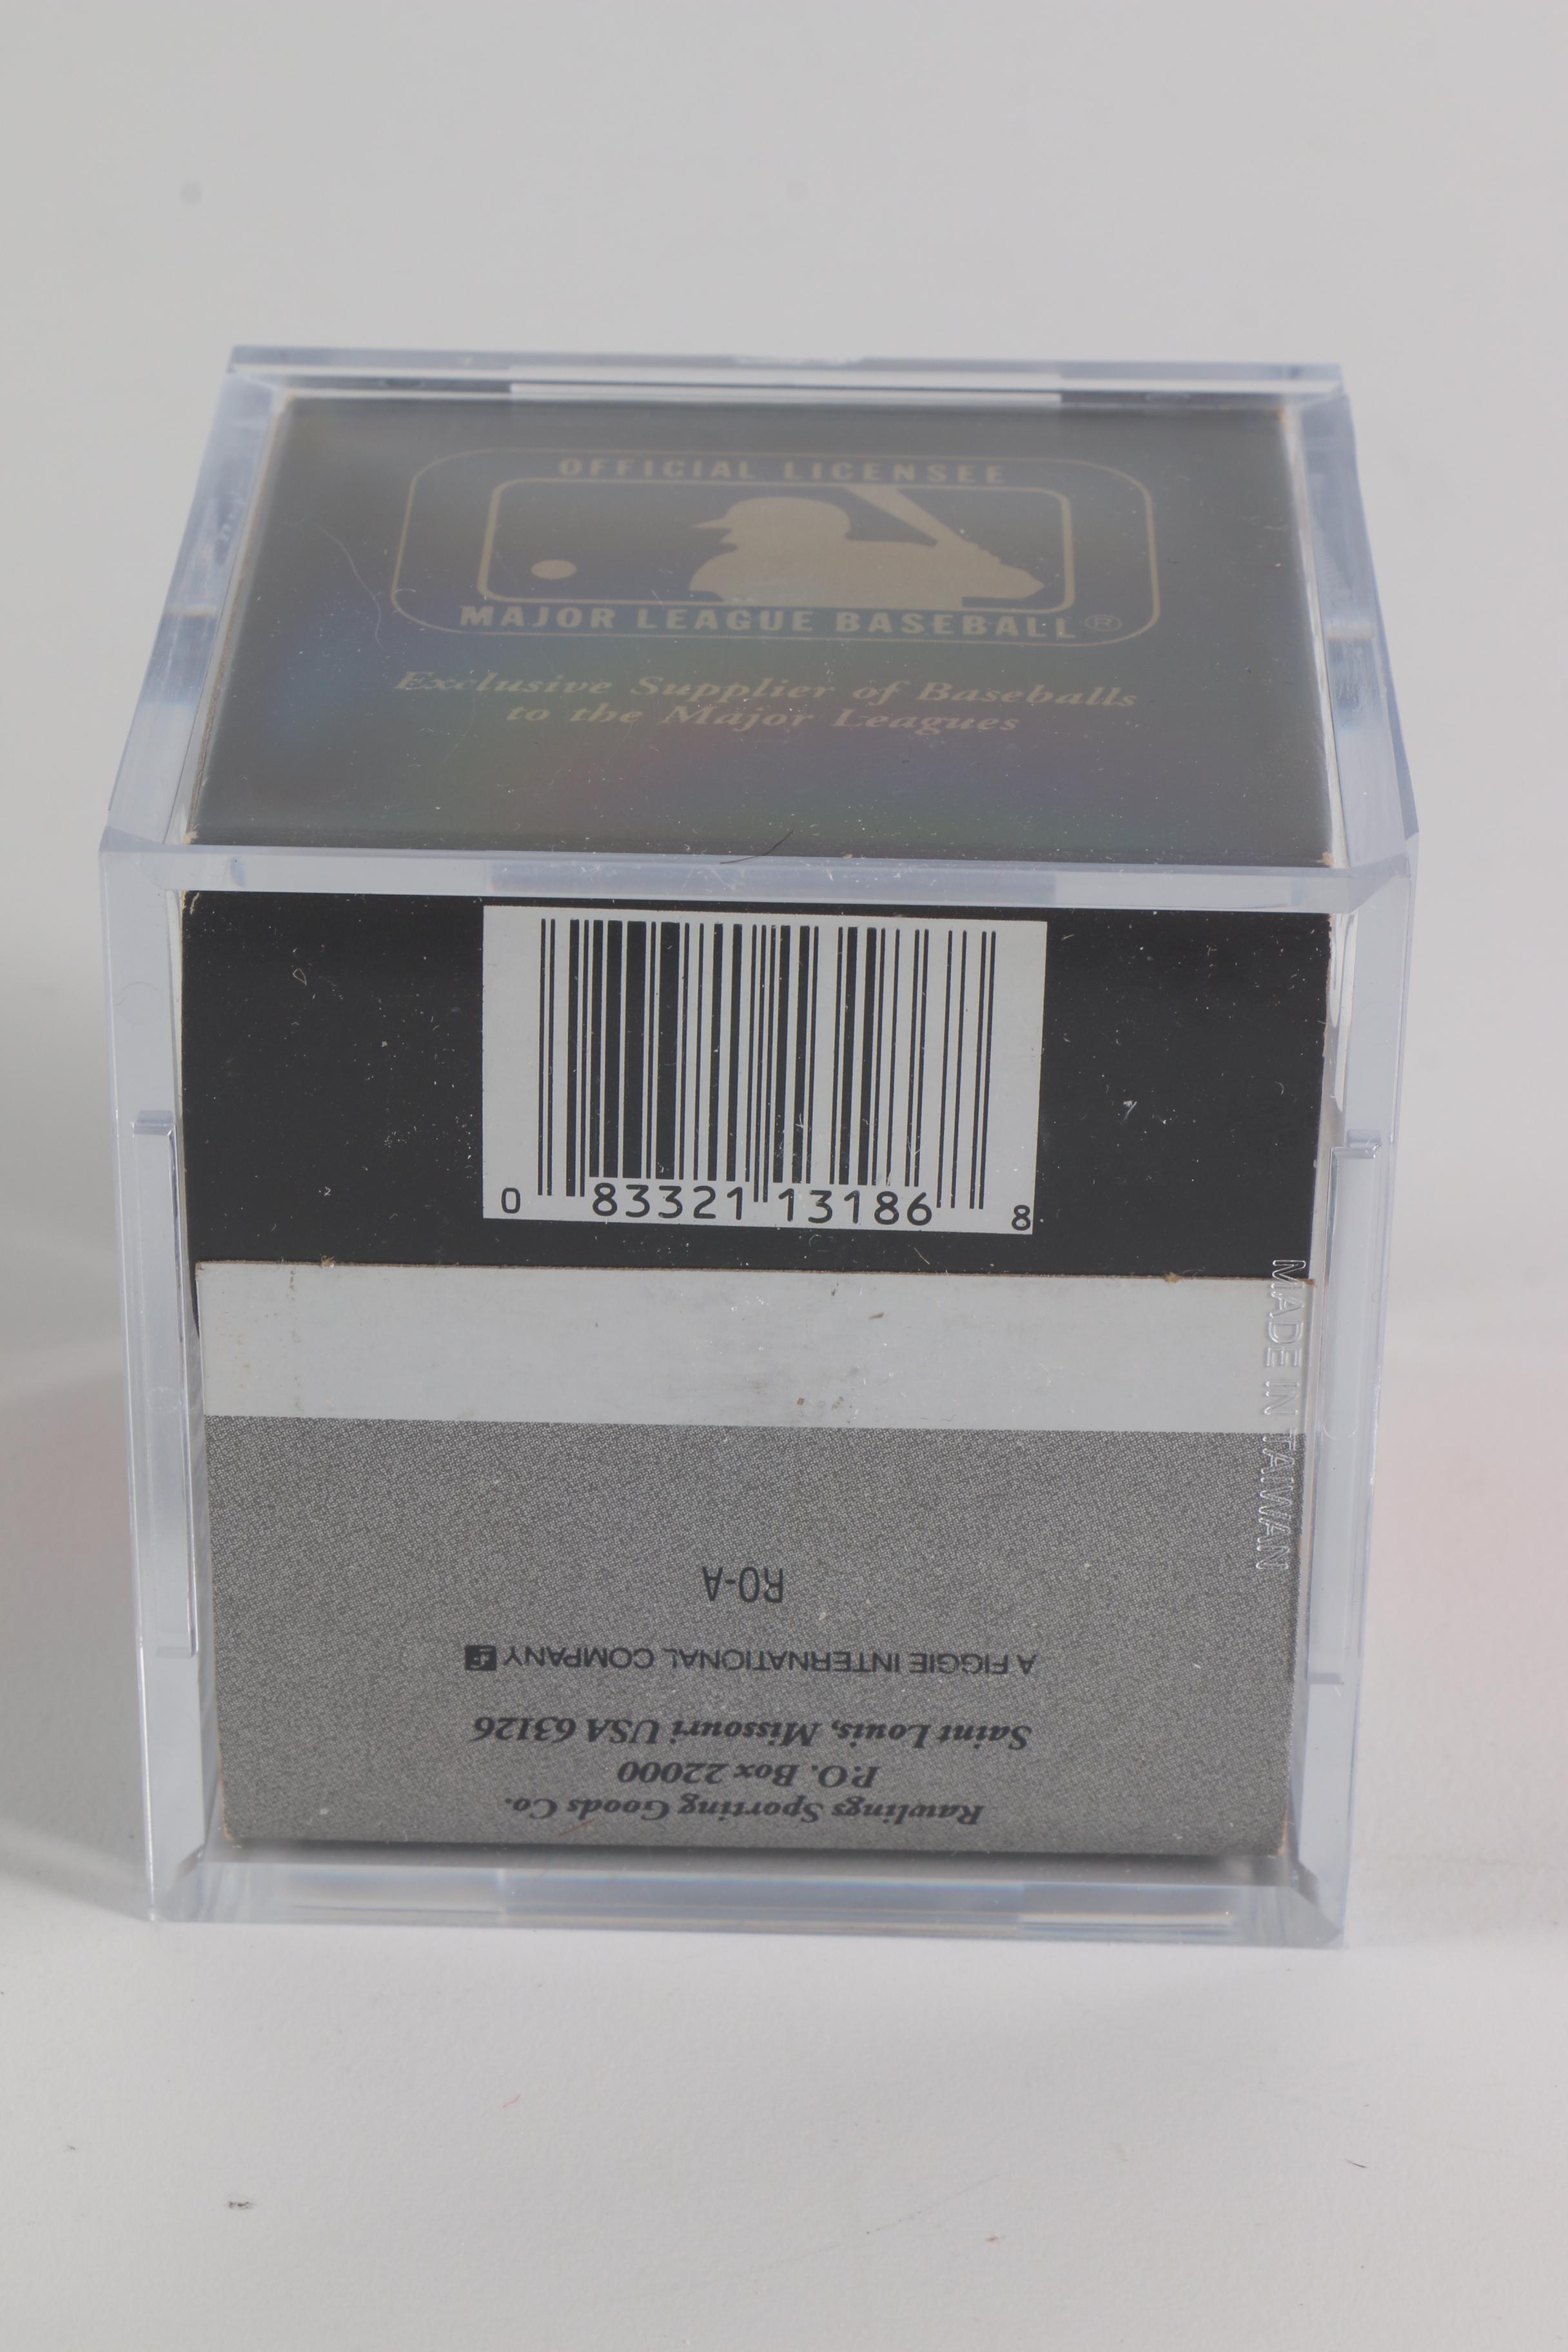 OFFICIAL LICENSEE
MAJOR LEAGUE BASEBALL®
Exclusive Supplier of Baseballs
to the Major Leagues
0 83321 13186 8
MADE IN TAIWAN
Rawlings Sporting Goods Co.
P.O. Box 22000
Saint Louis, Missouri USA 63126
A FIGGIE INTERNATIONAL COMPANY
RO-A